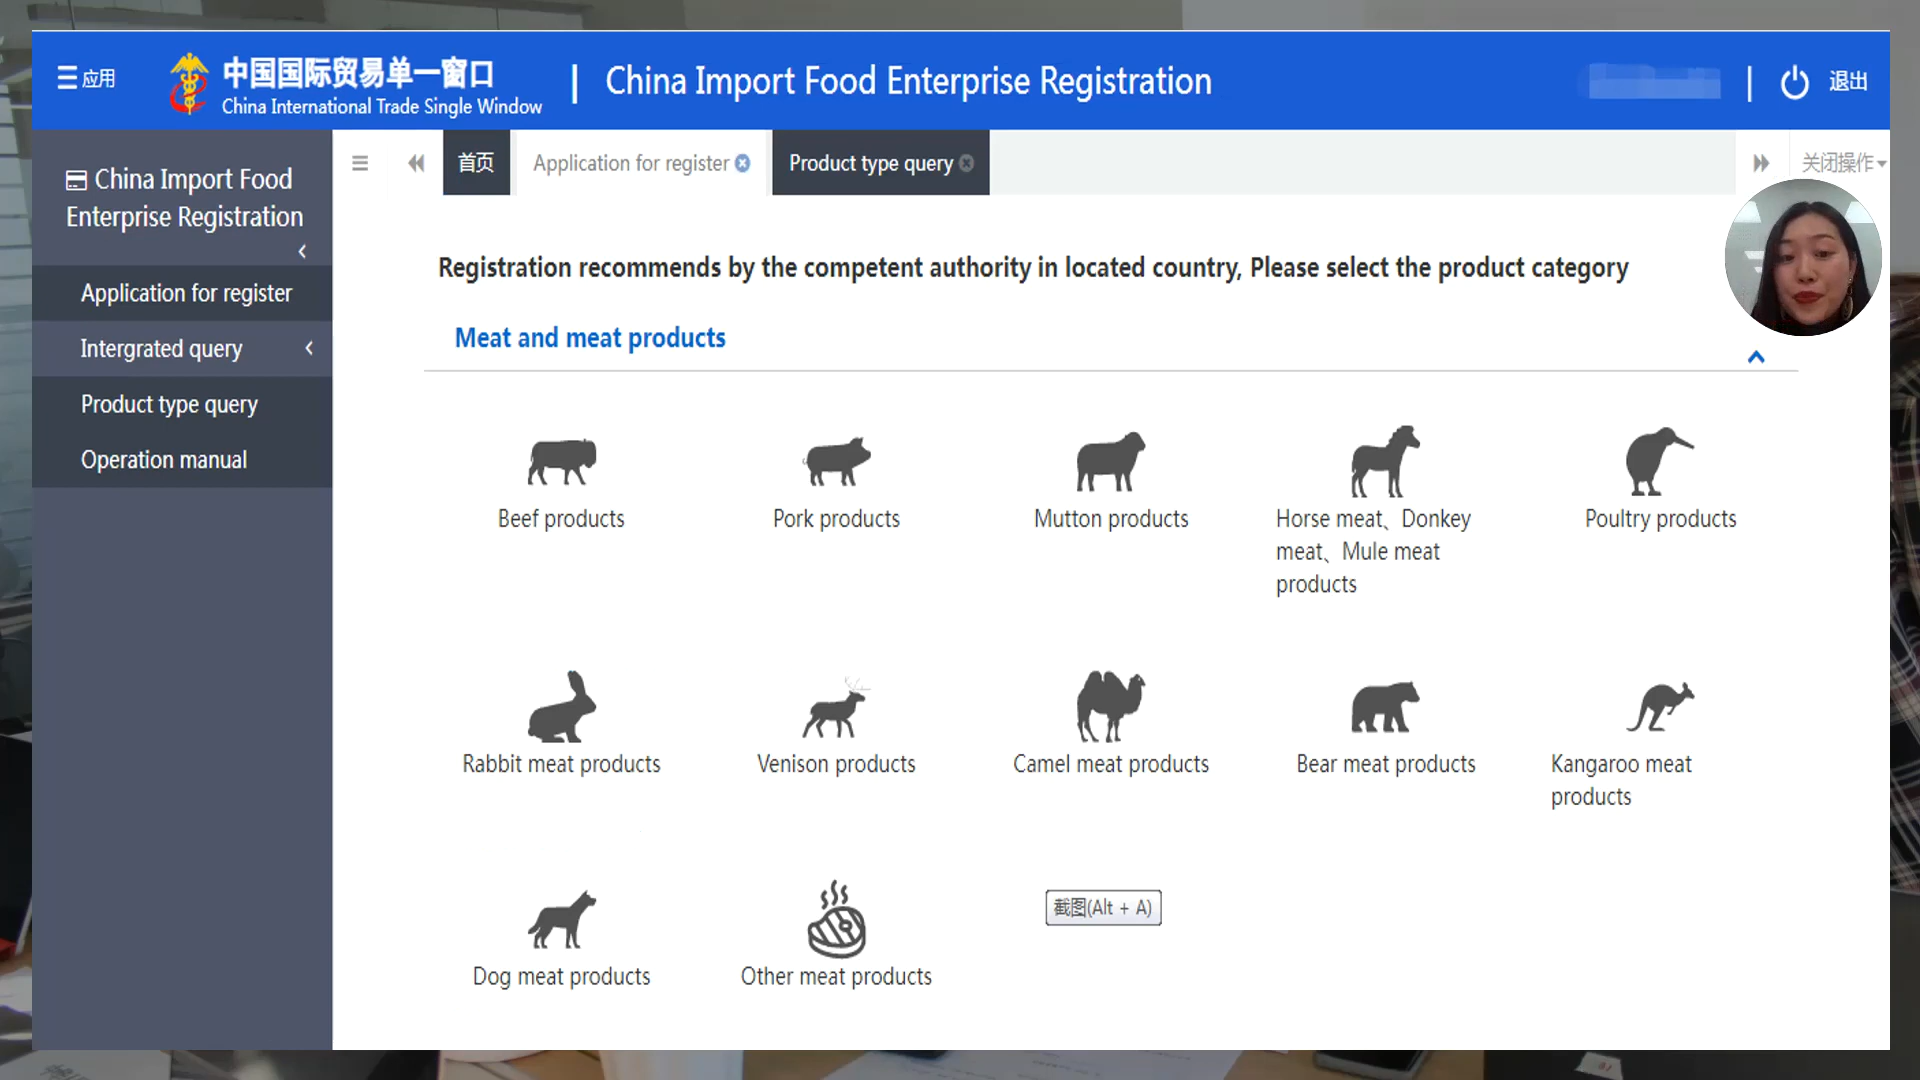 应用
中国国际贸易单一窗口
China International Trade Single Window
China Import Food Enterprise Registration
退出
China Import Food
Enterprise Registration
Application for register
Intergrated query
Product type query
Operation manual
首页
Application for register
Product type query
关闭操作
Registration recommends by the competent authority in located country, Please select the product category
Meat and meat products
Beef products
Pork products
Mutton products
Horse meat、Donkey
meat、Mule meat
products
Poultry products
Rabbit meat products
Venison products
Camel meat products
Bear meat products
Kangaroo meat
products
Dog meat products
Other meat products
截图(Alt + A)